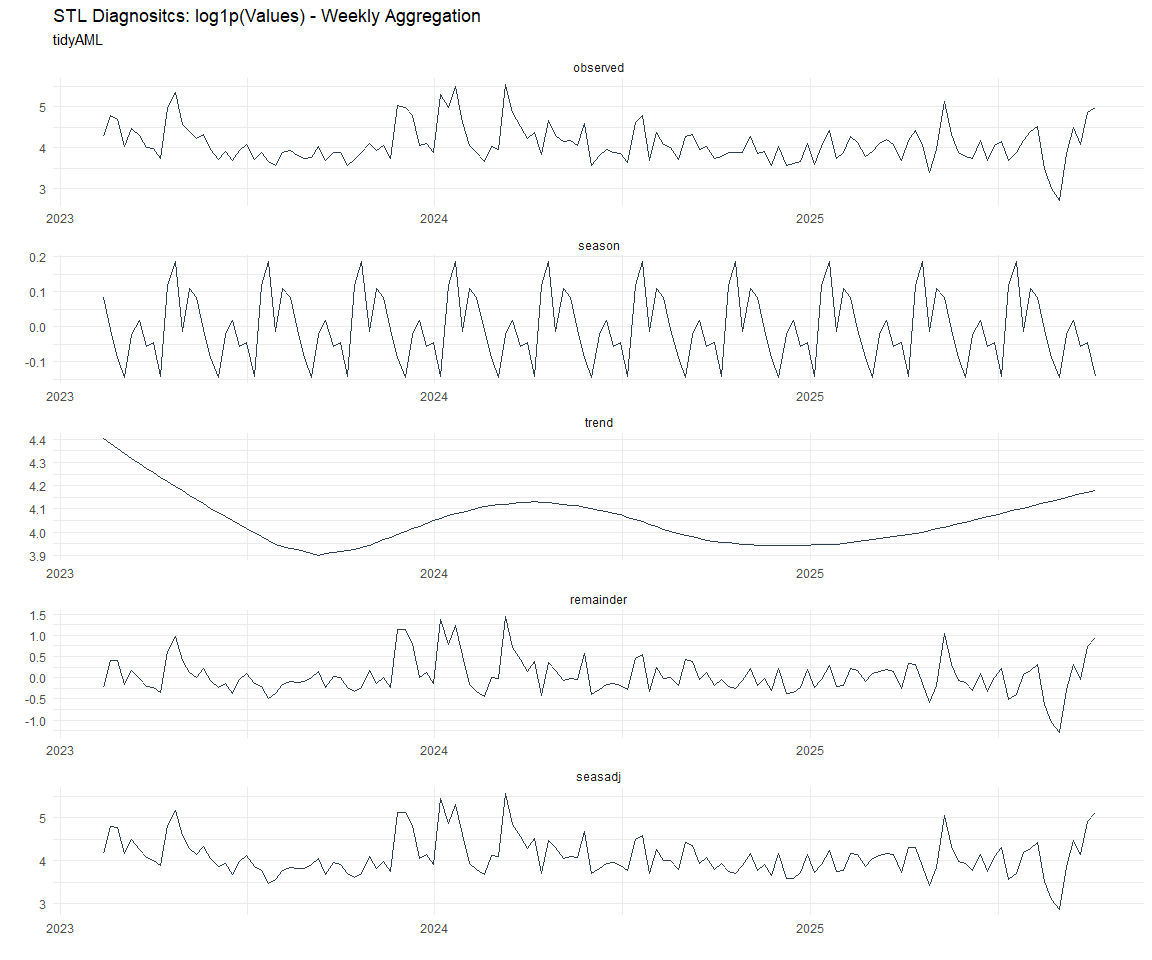 STL Diagnositcs: log1p(Values) - Weekly Aggregation
tidyAML
observed
5
4
3
2023 2024 2025
season
0.2
0.1
0.0
-0.1
2023 2024 2025
trend
4.4
4.3
4.2
4.1
4.0
3.9
2023 2024 2025
remainder
1.5
1.0
0.5
0.0
-0.5
-1.0
2023 2024 2025
seasadj
5
4
3
2023 2024 2025